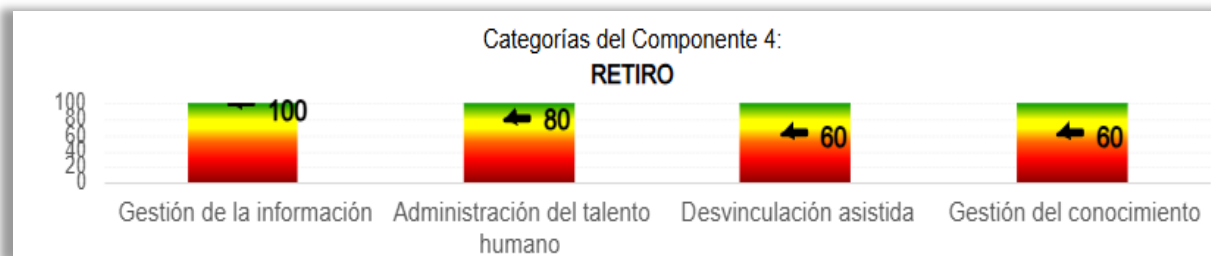 Categorías del Componente 4:
RETIRO
100
80
60
40
20
0
100
80
60
60
Gestión de la información
Administración del talento
humano
Desvinculación asistida
Gestión del conocimiento